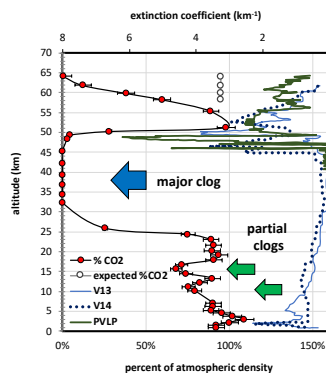 extinction coefficient (km⁻¹)
8 6 4 2
70
65
60
55
50
45
40
35
30
25
20
15
10
5
0
altitude (km)
major clog
partial
clogs
% CO2
expected %CO2
V13
V14
PVLP
0% 50% 100% 150%
percent of atmospheric density